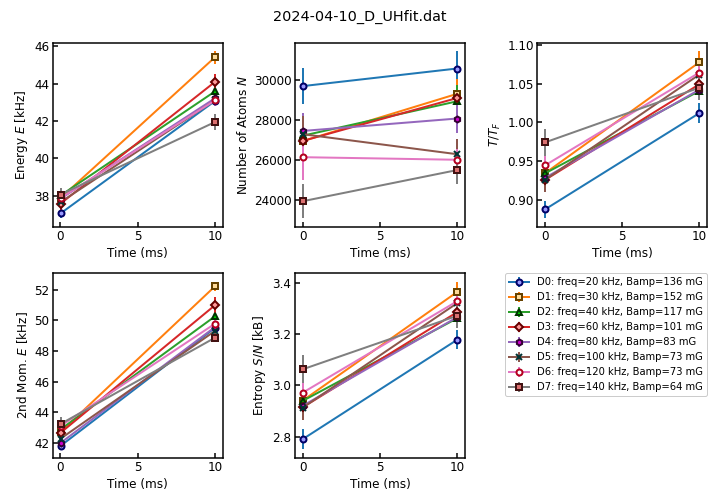 2024-04-10_D_UHfit.dat
46
44
42
40
38
Energy E [kHz]
0 5 10
Time (ms)
30000
28000
26000
24000
Number of Atoms N
0 5 10
Time (ms)
1.10
1.05
1.00
0.95
0.90
T/T_F
0 5 10
Time (ms)
52
50
48
46
44
42
2nd Mom. E [kHz]
0 5 10
Time (ms)
3.4
3.2
3.0
2.8
Entropy S/N [kB]
0 5 10
Time (ms)
D0: freq=20 kHz, Bamp=136 mG
D1: freq=30 kHz, Bamp=152 mG
D2: freq=40 kHz, Bamp=117 mG
D3: freq=60 kHz, Bamp=101 mG
D4: freq=80 kHz, Bamp=83 mG
D5: freq=100 kHz, Bamp=73 mG
D6: freq=120 kHz, Bamp=73 mG
D7: freq=140 kHz, Bamp=64 mG